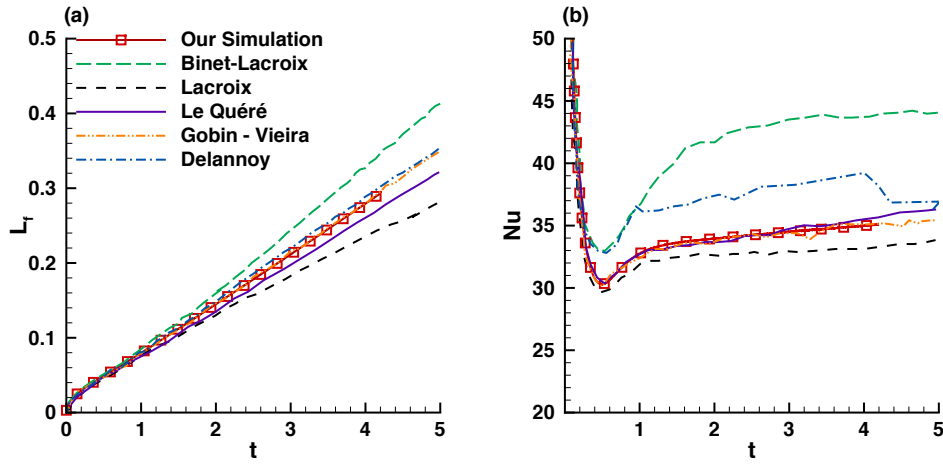 (a)
0.5
0.4
0.3
0.2
0.1
0
L_f
0 1 2 3 4 5
t
Our Simulation
Binet-Lacroix
Lacroix
Le Quéré
Gobin - Vieira
Delannoy
(b)
50
45
40
35
30
25
20
Nu
1 2 3 4 5
t